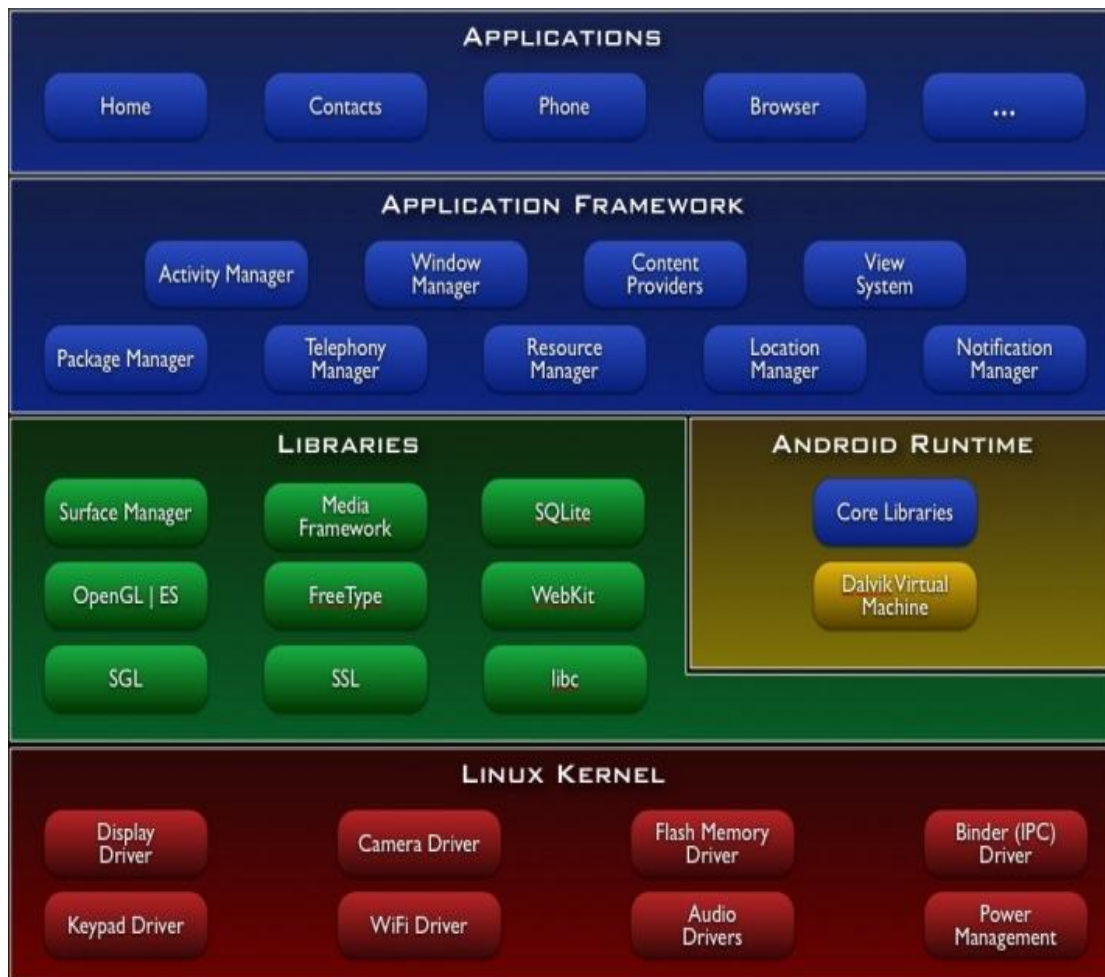 APPLICATIONS
Home
Contacts
Phone
Browser
...
APPLICATION FRAMEWORK
Activity Manager
Window
Manager
Content
Providers
View
System
Package Manager
Telephony
Manager
Resource
Manager
Location
Manager
Notification
Manager
LIBRARIES
Surface Manager
Media
Framework
SQLite
OpenGL | ES
FreeType
WebKit
SGL
SSL
libc
ANDROID RUNTIME
Core Libraries
Dalvik Virtual
Machine
LINUX KERNEL
Display
Driver
Camera Driver
Flash Memory
Driver
Binder (IPC)
Driver
Keypad Driver
WiFi Driver
Audio
Drivers
Power
Management